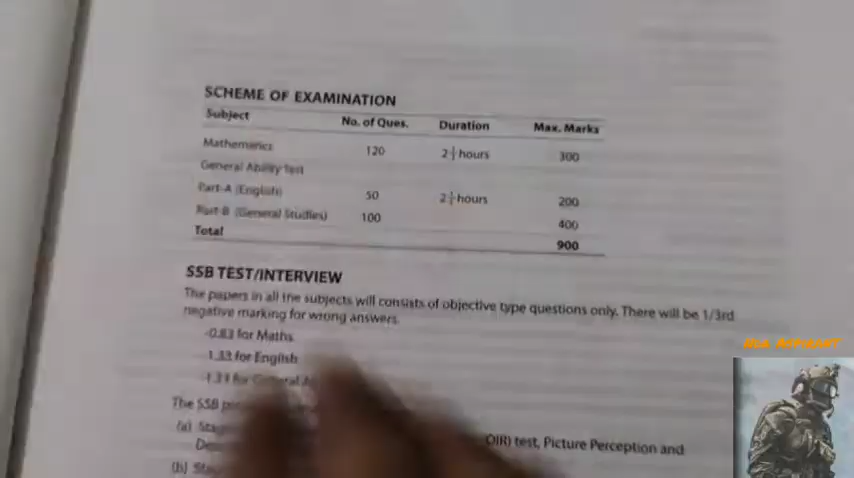 SCHEME OF EXAMINATION
Subject No. of Ques. Duration Max. Marks
Mathematics 120 2½ hours 300
General Ability Test
Part-A (English) 50 2½ hours 200
Part-B (General Studies) 100 400
Total 900
SSB TEST/INTERVIEW
The papers in all the subjects will consists of objective type questions only. There will be 1/3rd
negative marking for wrong answers.
-0.83 for Maths
1.33 for English
-1.33 for General
The SSB
(a)
OIR) test, Picture Perception and
(b)
NDA ASPIRANT